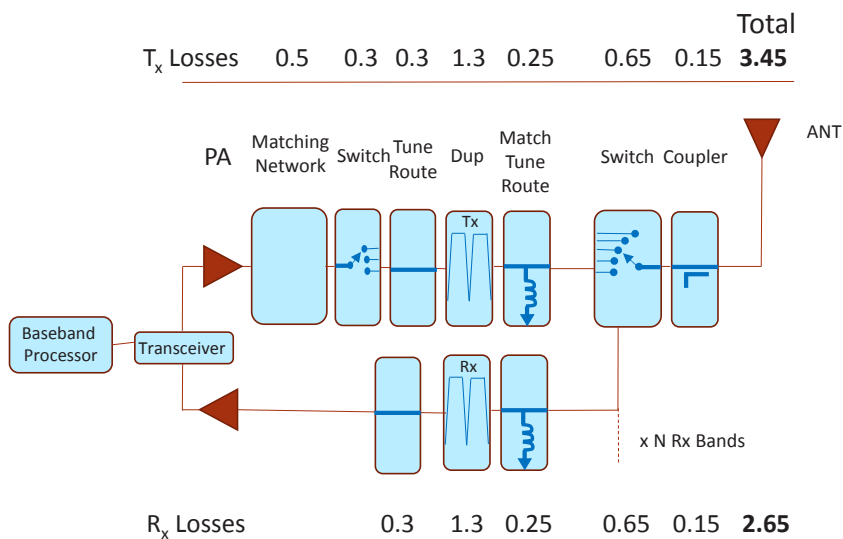 Total
Tx Losses 0.5 0.3 0.3 1.3 0.25 0.65 0.15 3.45
ANT
PA
Matching
Network
Switch
Tune
Route
Dup
Match
Tune
Route
Switch
Coupler
Tx
Baseband
Processor
Transceiver
Rx
x N Rx Bands
Rx Losses 0.3 1.3 0.25 0.65 0.15 2.65